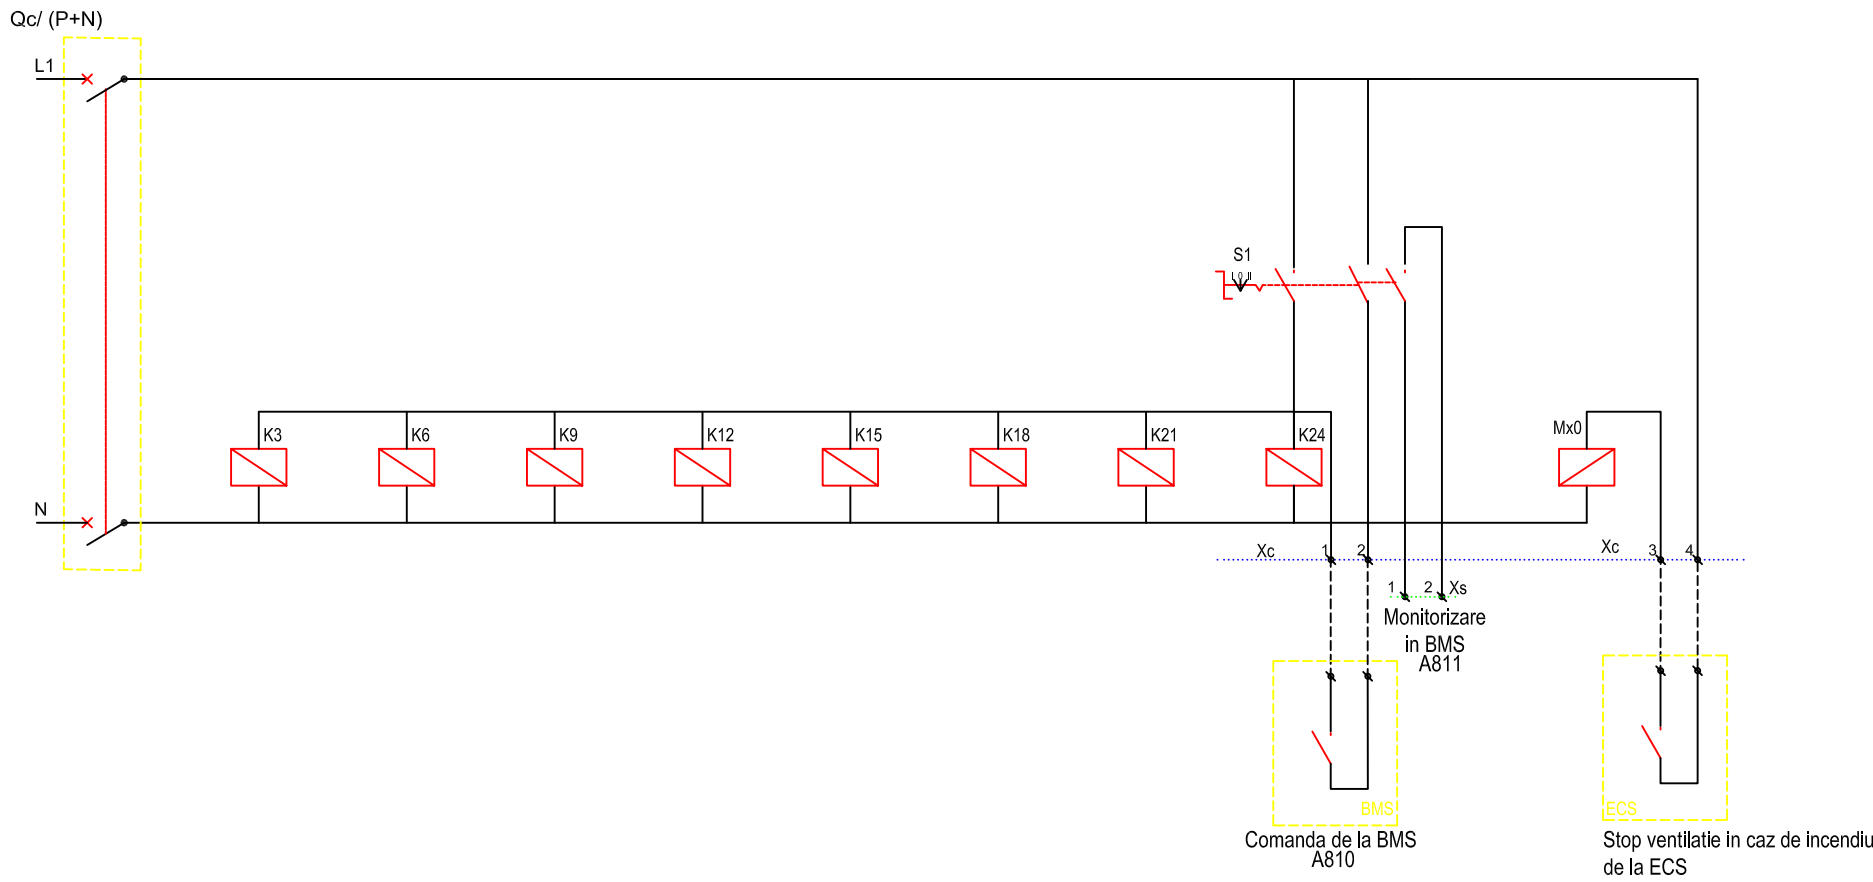 Qc/ (P+N)
L1
S1
I 0 II
K3
K6
K9
K12
K15
K18
K21
K24
Mx0
N
Xc
1
2
Xc
3
4
1
2
Xs
Monitorizare
in BMS
A811
BMS
ECS
Comanda de la BMS
A810
Stop ventilatie in caz de incendiu
de la ECS